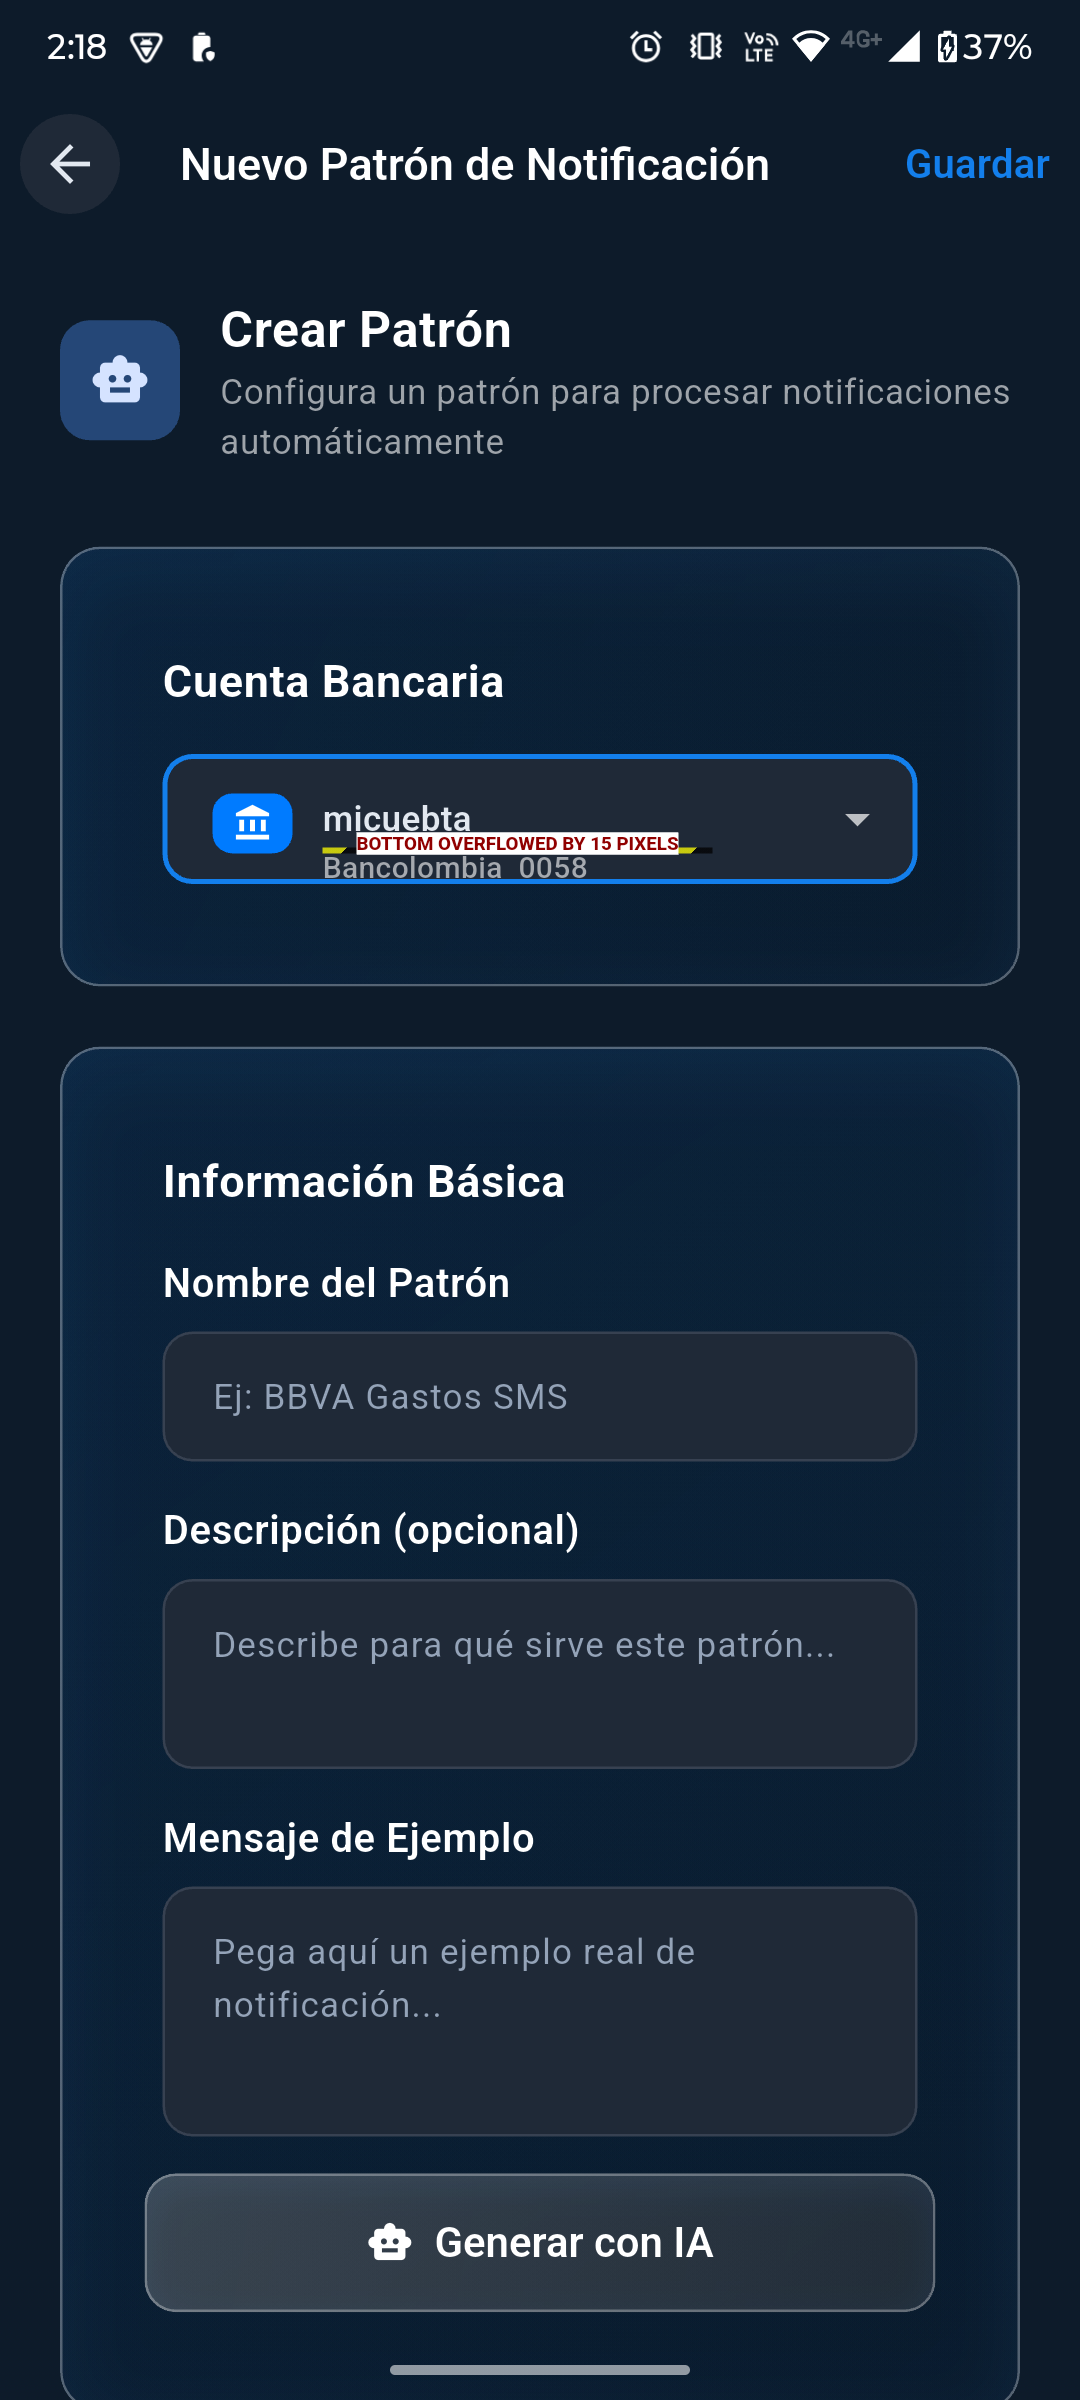 2:18
Vo LTE
4G+
37%
Nuevo Patrón de Notificación
Guardar
Crear Patrón
Configura un patrón para procesar notificaciones
automáticamente
Cuenta Bancaria
micuebta
BOTTOM OVERFLOWED BY 15 PIXELS
Bancolombia 0058
Información Básica
Nombre del Patrón
Ej: BBVA Gastos SMS
Descripción (opcional)
Describe para qué sirve este patrón...
Mensaje de Ejemplo
Pega aquí un ejemplo real de
notificación...
Generar con IA